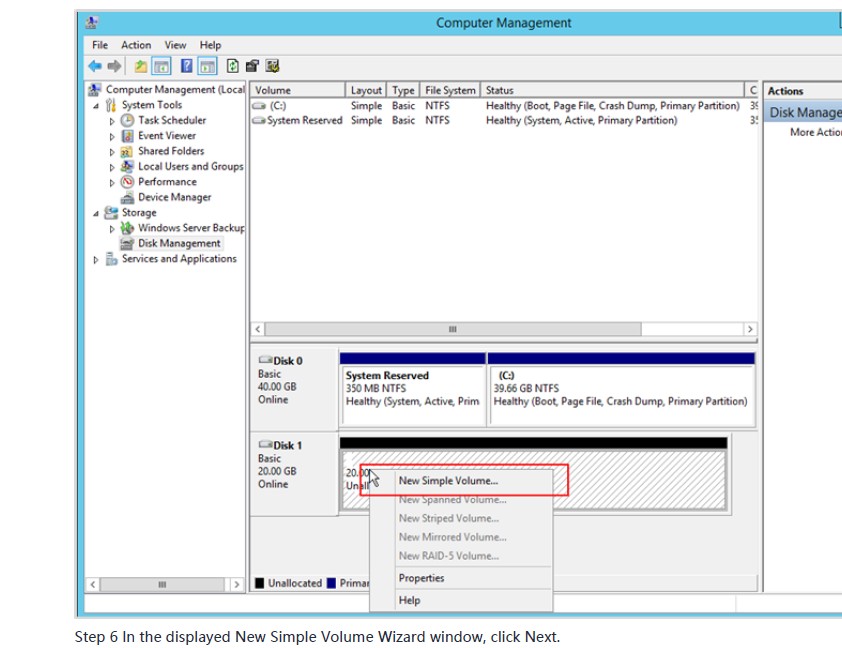 Computer Management
File Action View Help
Computer Management (Local
System Tools
Task Scheduler
Event Viewer
Shared Folders
Local Users and Groups
Performance
Device Manager
Storage
Windows Server Backup
Disk Management
Services and Applications
Volume Layout Type File System Status C
(C:) Simple Basic NTFS Healthy (Boot, Page File, Crash Dump, Primary Partition) 39
System Reserved Simple Basic NTFS Healthy (System, Active, Primary Partition) 35
Actions
Disk Manage
More Actio
Disk 0
Basic
40.00 GB
Online
System Reserved
350 MB NTFS
Healthy (System, Active, Prim
(C:)
39.66 GB NTFS
Healthy (Boot, Page File, Crash Dump, Primary Partition)
Disk 1
Basic
20.00 GB
Online
20.00
Unall
New Simple Volume...
New Spanned Volume...
New Striped Volume...
New Mirrored Volume...
New RAID-5 Volume...
Properties
Help
Unallocated Primar
Step 6 In the displayed New Simple Volume Wizard window, click Next.